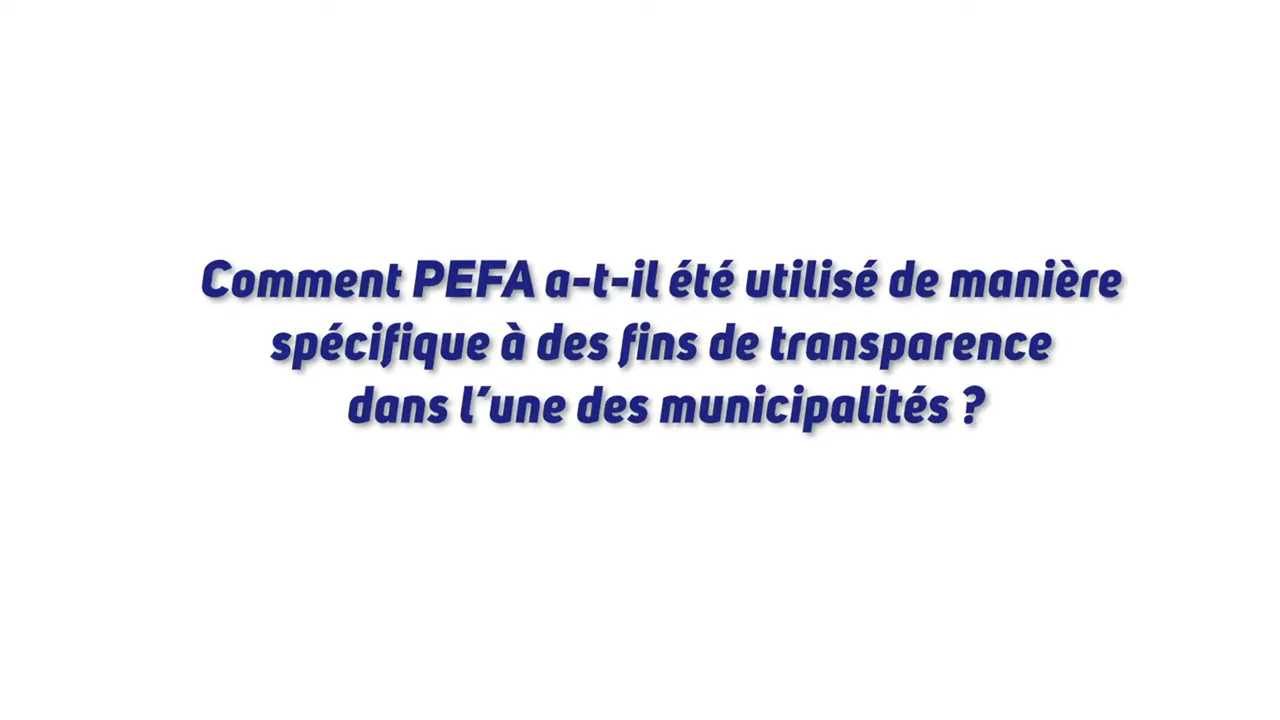 Comment PEFA a-t-il été utilisé de manière
spécifique à des fins de transparence
dans l´une des municipalités ?